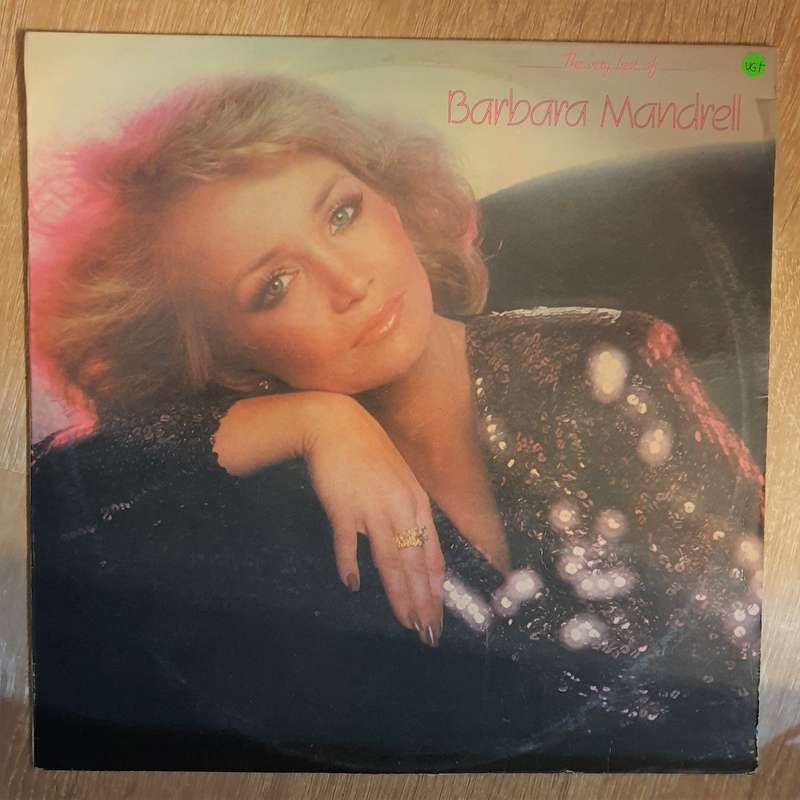 The very best of
Barbara Mandrell
VG+